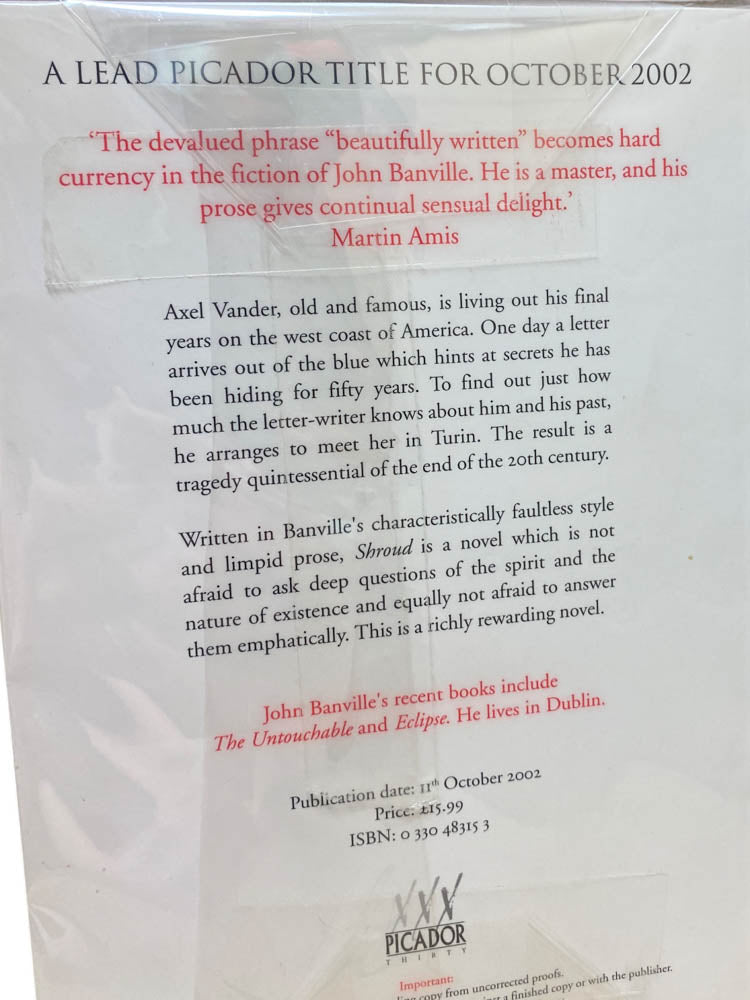 A LEAD PICADOR TITLE FOR OCTOBER 2002
‘The devalued phrase “beautifully written” becomes hard
currency in the fiction of John Banville. He is a master, and his
prose gives continual sensual delight.’
Martin Amis
Axel Vander, old and famous, is living out his final
years on the west coast of America. One day a letter
arrives out of the blue which hints at secrets he has
been hiding for fifty years. To find out just how
much the letter-writer knows about him and his past,
he arranges to meet her in Turin. The result is a
tragedy quintessential of the end of the 20th century.
Written in Banville's characteristically faultless style
and limpid prose, Shroud is a novel which is not
afraid to ask deep questions of the spirit and the
nature of existence and equally not afraid to answer
them emphatically. This is a richly rewarding novel.
John Banville's recent books include
The Untouchable and Eclipse. He lives in Dublin.
Publication date: 11th October 2002
Price: £15.99
ISBN: 0 330 48315 3
XXX
PICADOR
THIRTY
Important:
copy from uncorrected proofs.
a finished copy or with the publisher.